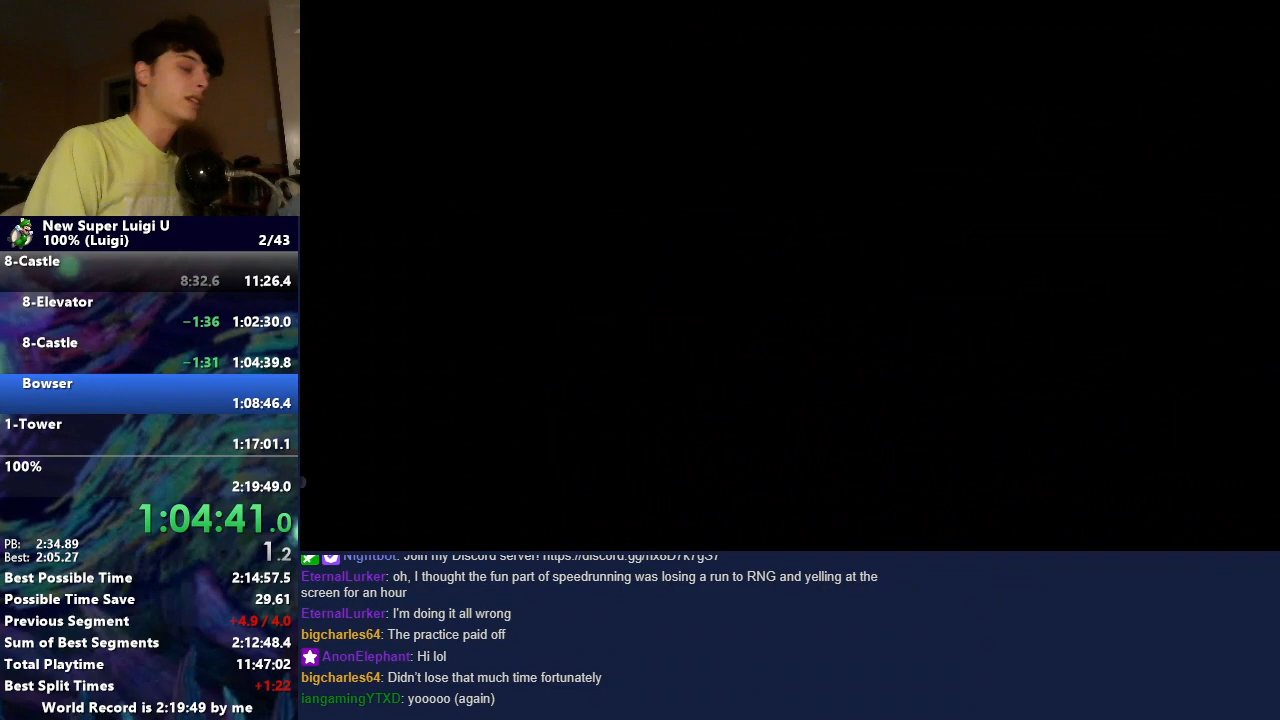 New Super Luigi U
100% (Luigi) 2/43
8-Castle
8:32.6 11:26.4
8-Elevator
−1:36 1:02:30.0
8-Castle
−1:31 1:04:39.8
Bowser
1:08:46.4
1-Tower
1:17:01.1
100%
2:19:49.0
1:04:41.0
PB: 2:34.89
Best: 2:05.27
1.2
Best Possible Time 2:14:57.5
Possible Time Save 29.61
Previous Segment +4.9 / 4.0
Sum of Best Segments 2:12:48.4
Total Playtime 11:47:02
Best Split Times +1:22
World Record is 2:19:49 by me
Nightbot: Join my Discord server!
EternalLurker: oh, I thought the fun part of speedrunning was losing a run to RNG and yelling at the
screen for an hour
EternalLurker: I'm doing it all wrong
bigcharles64: The practice paid off
AnonElephant: Hi lol
bigcharles64: Didn't lose that much time fortunately
iangamingYTXD: yooooo (again)